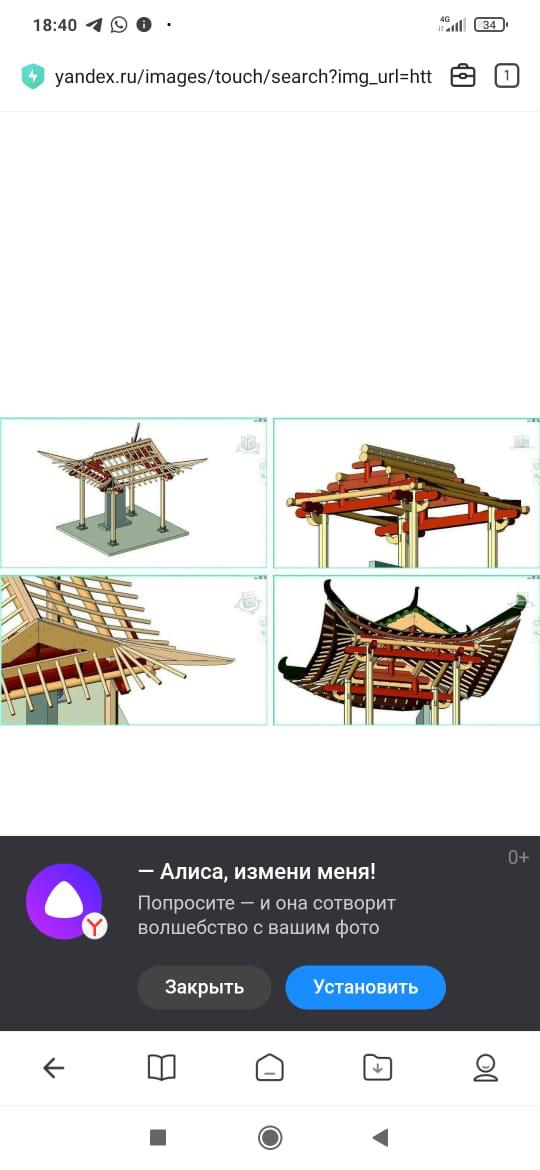 18:40
4G
34
yandex.ru/images/touch/search?img_url=htt
1
0+
— Алиса, измени меня!
Попросите — и она сотворит
волшебство с вашим фото
Закрыть
Установить